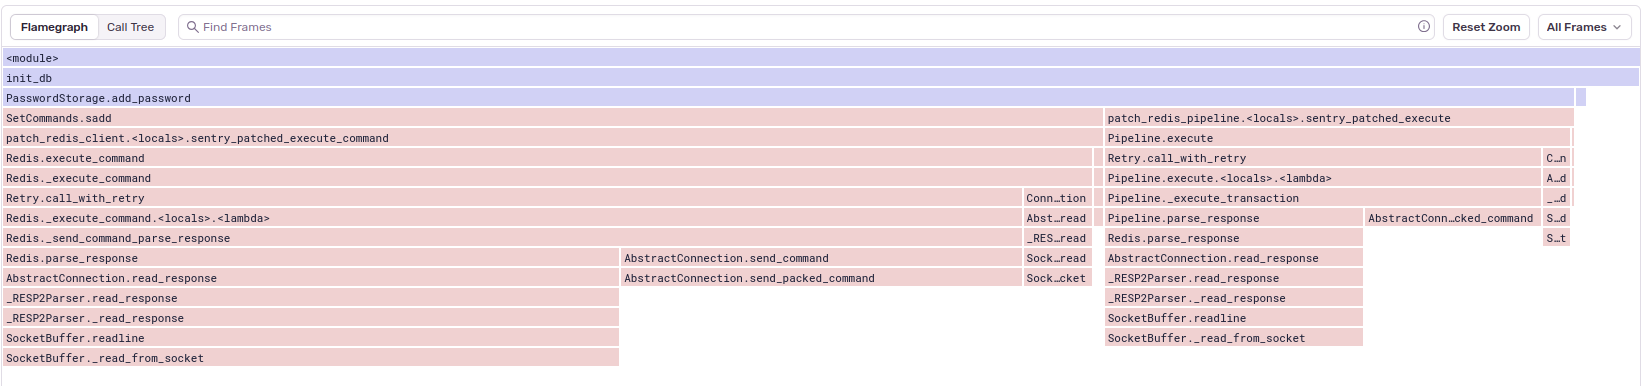 Flamegraph Call Tree Find Frames Reset Zoom All Frames
<module>
init_db
PasswordStorage.add_password
SetCommands.sadd patch_redis_pipeline.<locals>.sentry_patched_execute
patch_redis_client.<locals>.sentry_patched_execute_command Pipeline.execute
Redis.execute_command Retry.call_with_retry C…n
Redis._execute_command Pipeline.execute.<locals>.<lambda> A…d
Retry.call_with_retry Conn…tion Pipeline._execute_transaction _…d
Redis._execute_command.<locals>.<lambda> Abst…read Pipeline.parse_response AbstractConn…cked_command S…d
Redis._send_command_parse_response _RES…read Redis.parse_response S…t
Redis.parse_response AbstractConnection.send_command Sock…read AbstractConnection.read_response
AbstractConnection.read_response AbstractConnection.send_packed_command Sock…cket _RESP2Parser.read_response
_RESP2Parser.read_response _RESP2Parser._read_response
_RESP2Parser._read_response SocketBuffer.readline
SocketBuffer.readline SocketBuffer._read_from_socket
SocketBuffer._read_from_socket